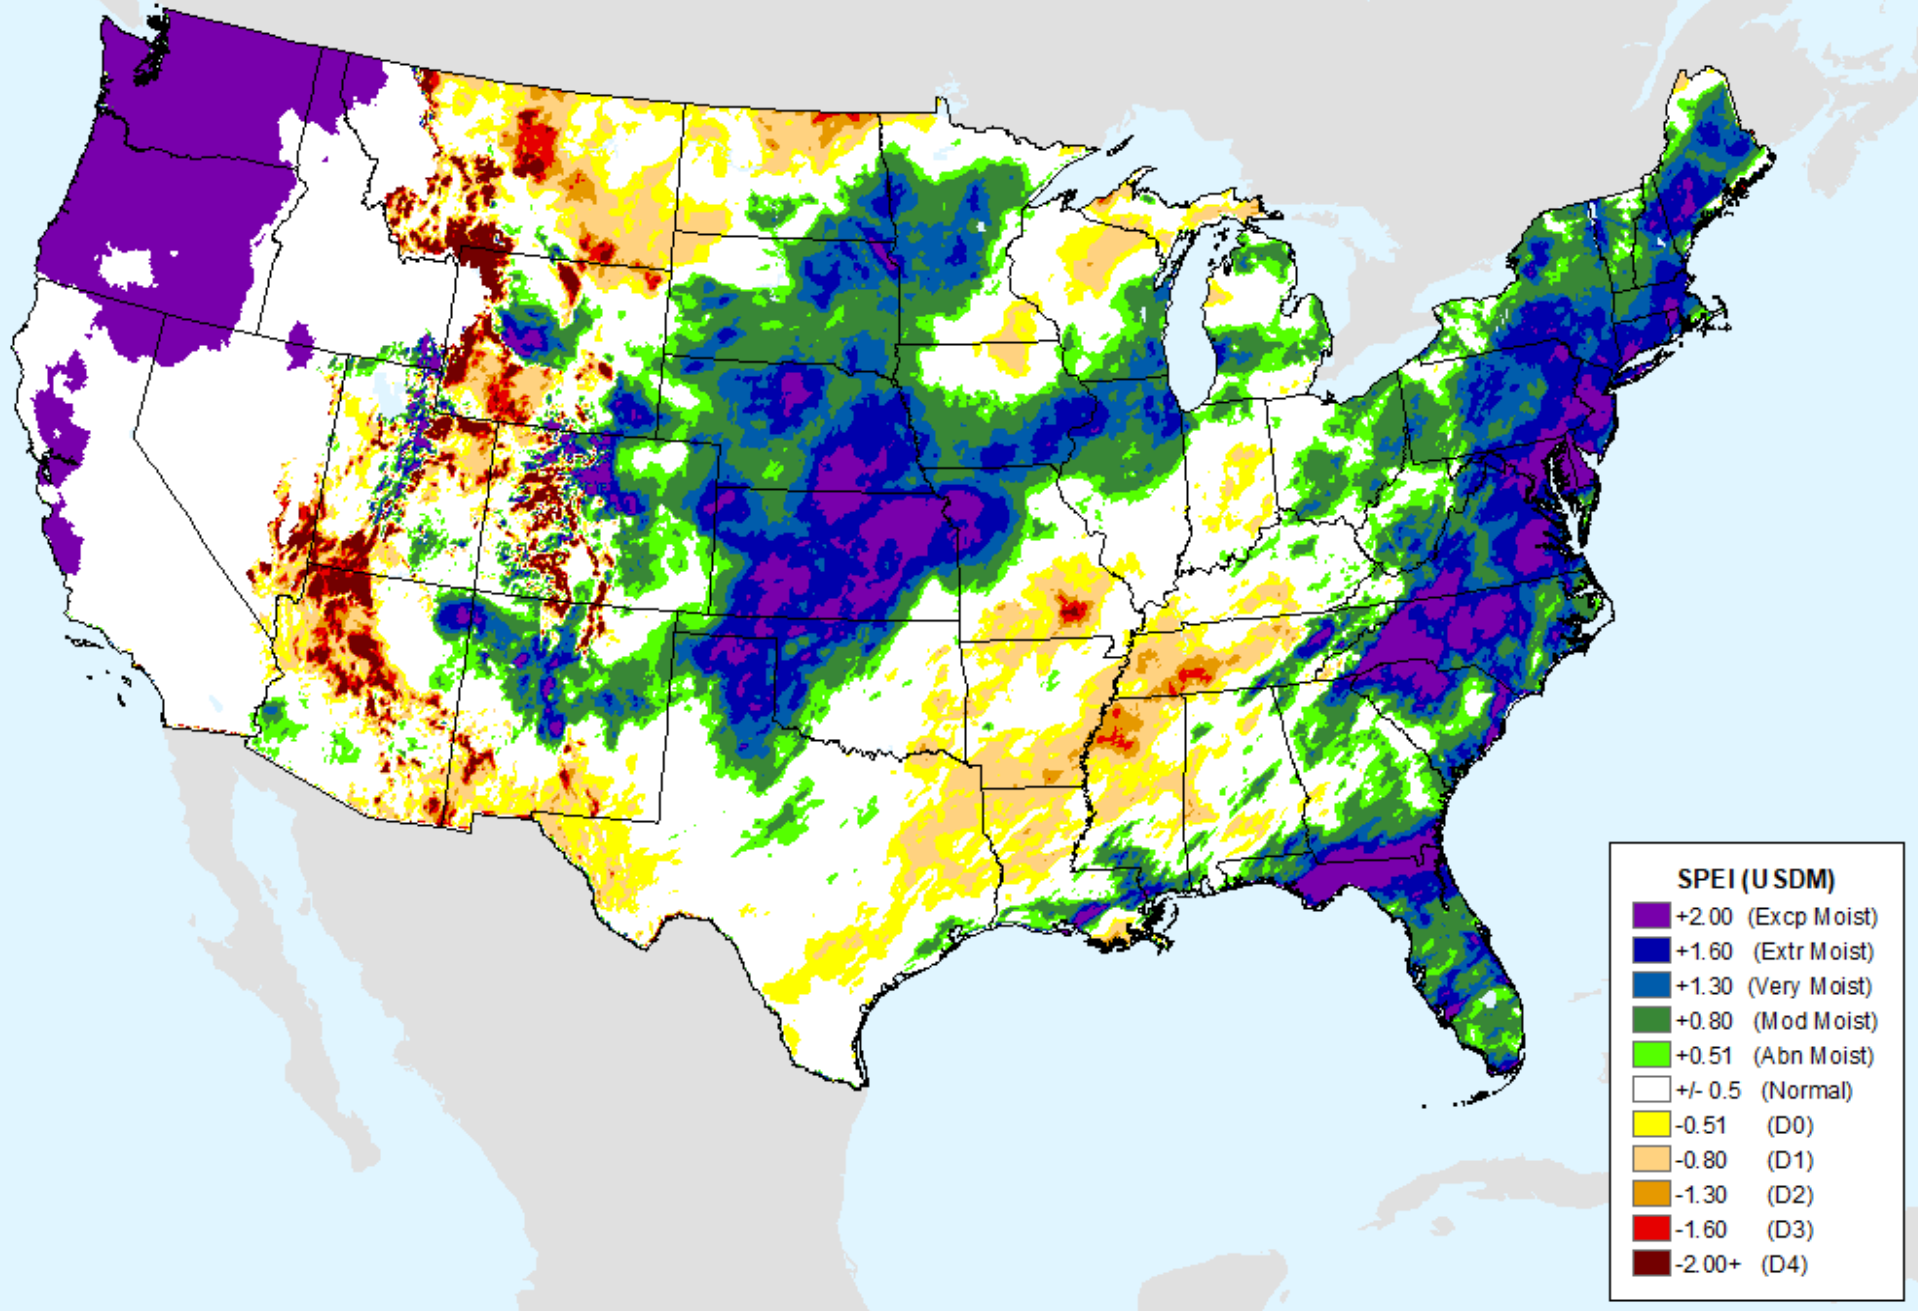 SPEI (USDM)
+2.00 (Excp Moist)
+1.60 (Extr Moist)
+1.30 (Very Moist)
+0.80 (Mod Moist)
+0.51 (Abn Moist)
+/- 0.5 (Normal)
-0.51 (D0)
-0.80 (D1)
-1.30 (D2)
-1.60 (D3)
-2.00+ (D4)